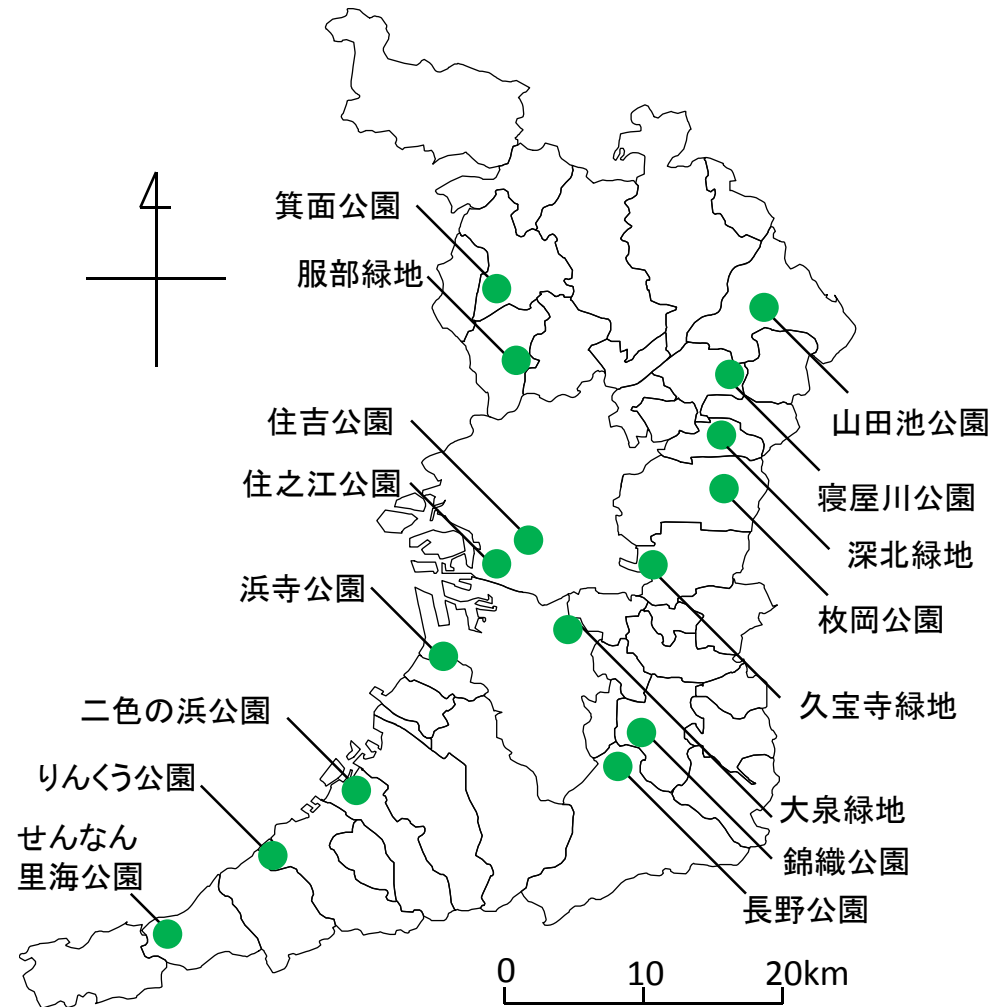 箕面公園
服部緑地
住吉公園
住之江公園
浜寺公園
二色の浜公園
りんくう公園
せんなん
里海公園
山田池公園
寝屋川公園
深北緑地
枚岡公園
久宝寺緑地
大泉緑地
錦織公園
長野公園
0 10 20km